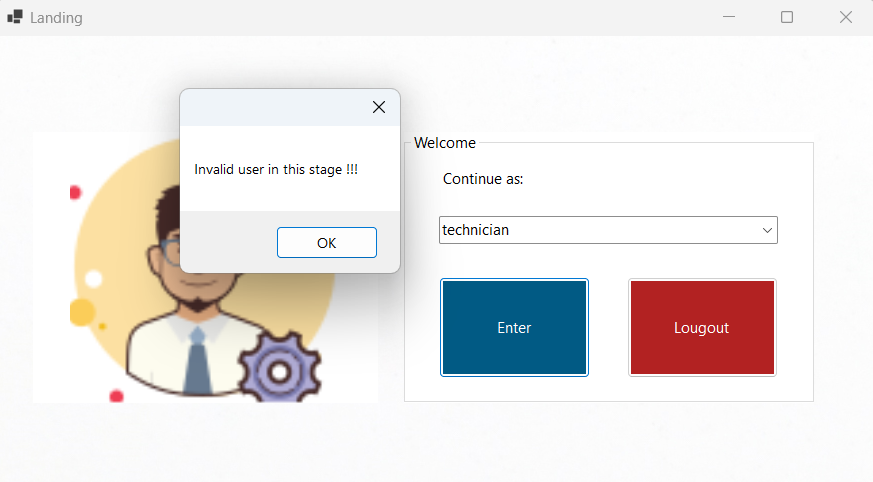 Landing
Invalid user in this stage !!!
OK
Welcome
Continue as:
technician
Enter
Lougout